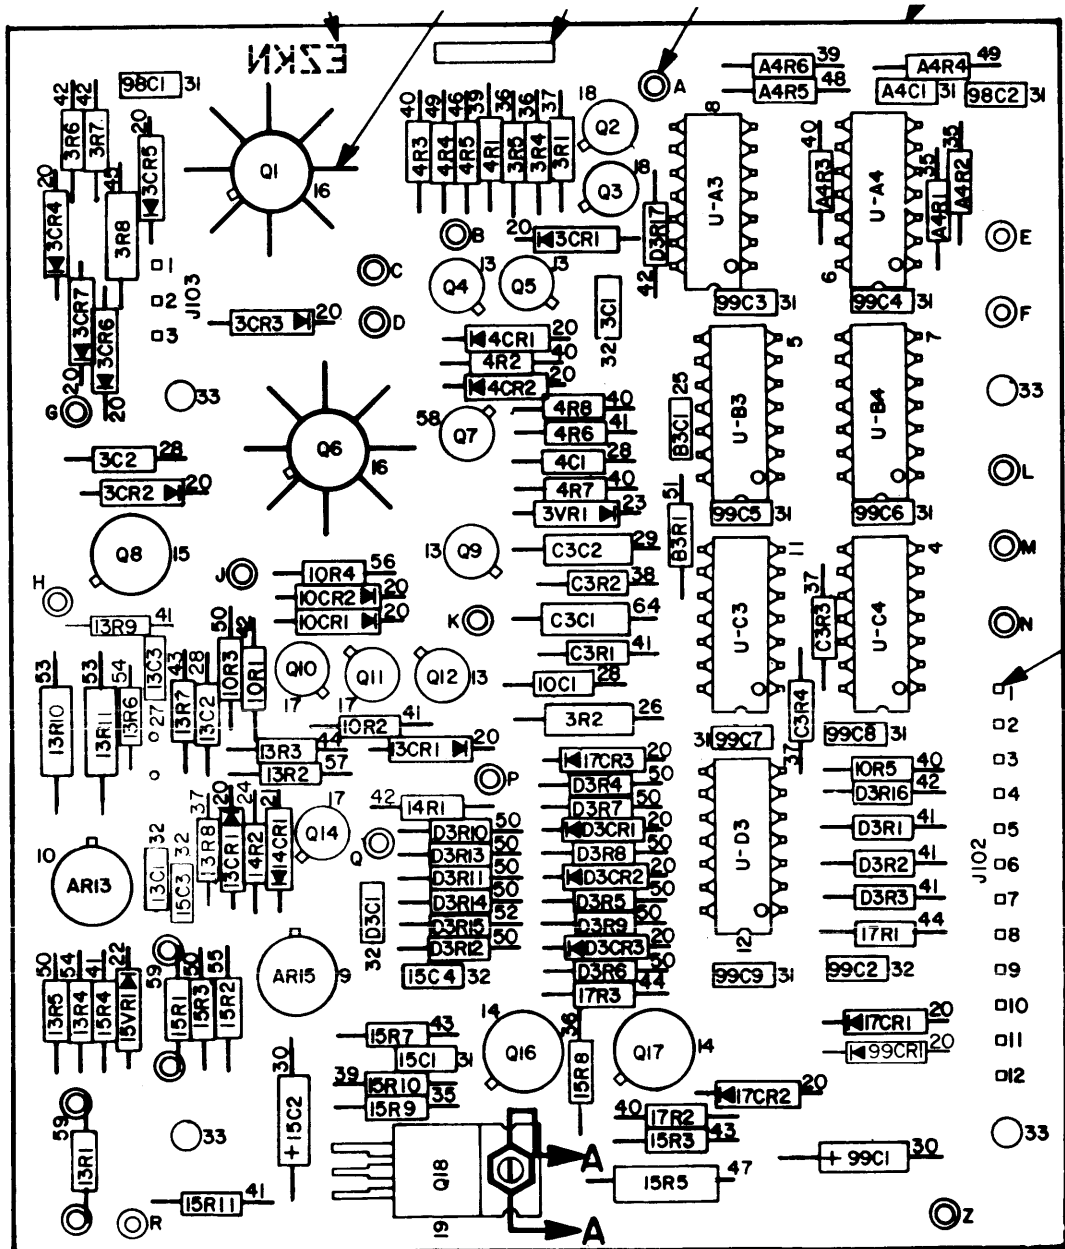 EZKN
98C1 31
42 3R6
42 3R7
20 3CR5
20 3CR4
45 3R8
Q1 16
40 4R3
49 4R4
46 4R5
39 4R1
36 3R5
36 3R4
37 3R1
18 Q2
18 Q3
A
A4R6 39
A4R5 48
A4R4 49
A4C1 31
98C2 31
8 U-A3
40 A4R3
6 U-A4
35 A4R1
35 A4R2
D3R17 42
B
20 3CR1
E
C
Q4 13
Q5 13
3C1 32
99C3 31
99C4 31
1
2
3
J103
3CR7 20
3CR6 20
3CR3 20
D
F
4CR1 20
4R2 40
4CR2 20
5 U-B3
7 U-B4
33
33
G
4R8 40
4R6 41
4C1 28
4R7 40
3VR1 23
58 Q7
25 B3C1
Q6 16
3C2 28
3CR2 20
L
51 B3R1
99C5 31
99C6 31
Q8 15
13 Q9
C3C2 29
C3R2 38
C3C1 64
C3R1 41
11 U-C3
4 U-C4
37 C3R3
M
H
J
10R4 56
10CR2 20
10CR1 20
K
N
13R9 41
13C3 27
50 10R3
42 10R1
53 13R10
53 13R11
54 13R6
43 13R7
28 13C2
Q10 17
Q11 17
Q12 13
10C1 28
3R2 26
C3R4 37
10R2 41
13R3 44
13R2 57
13CR1 20
31 99C7
99C8 31
P
17CR3 20
D3R4 50
D3R7 50
D3CR1 20
D3R8 50
D3CR2 20
D3R5 50
D3R9 50
D3CR3 20
D3R6 50
17R3 44
10R5 40
D3R16 42
D3R1 41
D3R2 41
D3R3 41
17R1 44
U-D3 12
99C9 31
99C2 32
1
2
3
4
5
6
7
8
9
10
11
12
J102
42 14R1
D3R10 50
D3R13 50
D3R11 50
D3R14 50
D3R15 52
D3R12 50
15C4 32
Q
D3C1 32
10 AR13
13C1 32
15C3 32
37 13R8
20 13CR1
24 14R2
21 14CR1
Q14 17
50 13R5
54 13R4
41 15R4
22 15VR1
59
15R1
50 15R3
55 15R2
AR15 9
30 +15C2
15R7 43
15C1 31
39 15R10
15R9 35
14 Q16
36 15R8
Q17 14
17CR1 20
99CR1 20
17CR2 20
40 17R2
15R3 43
15R5 47
+ 99C1 30
59 13R1
33
33
R
15R11 41
Q18 19
A
A
Z